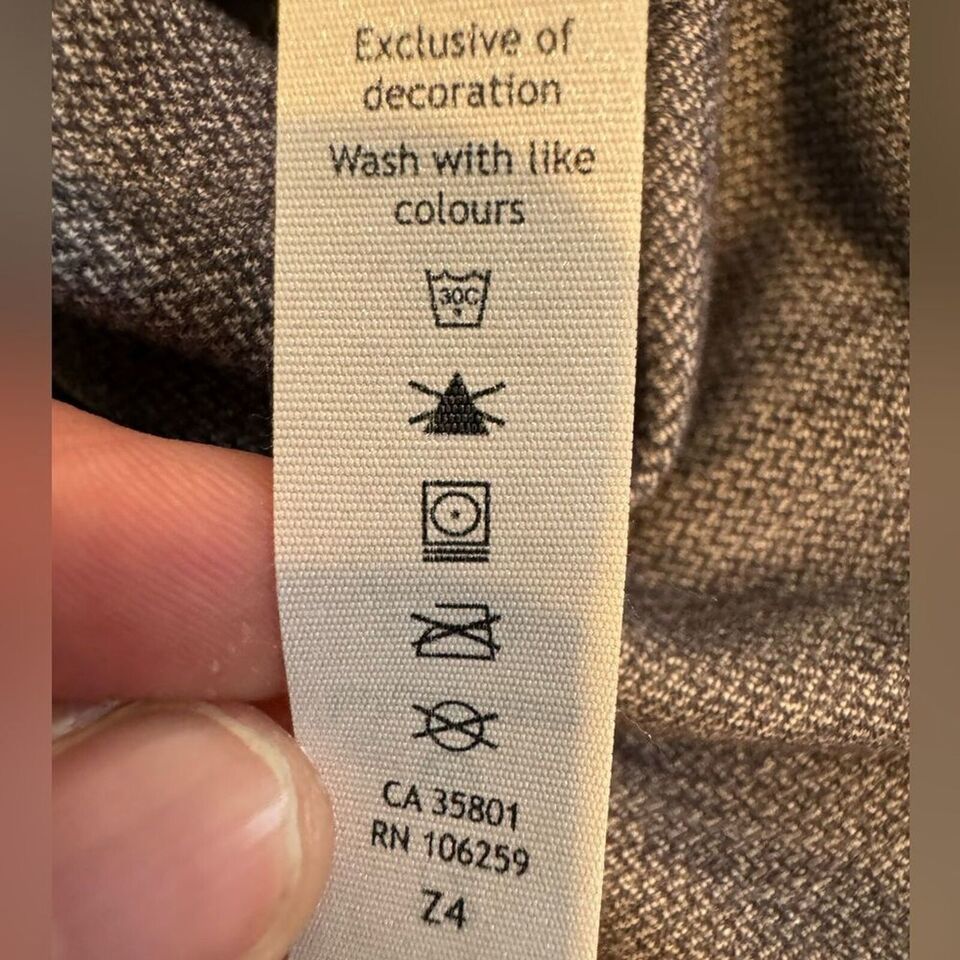 Exclusive of
decoration
Wash with like
colours
30C
CA 35801
RN 106259
Z4